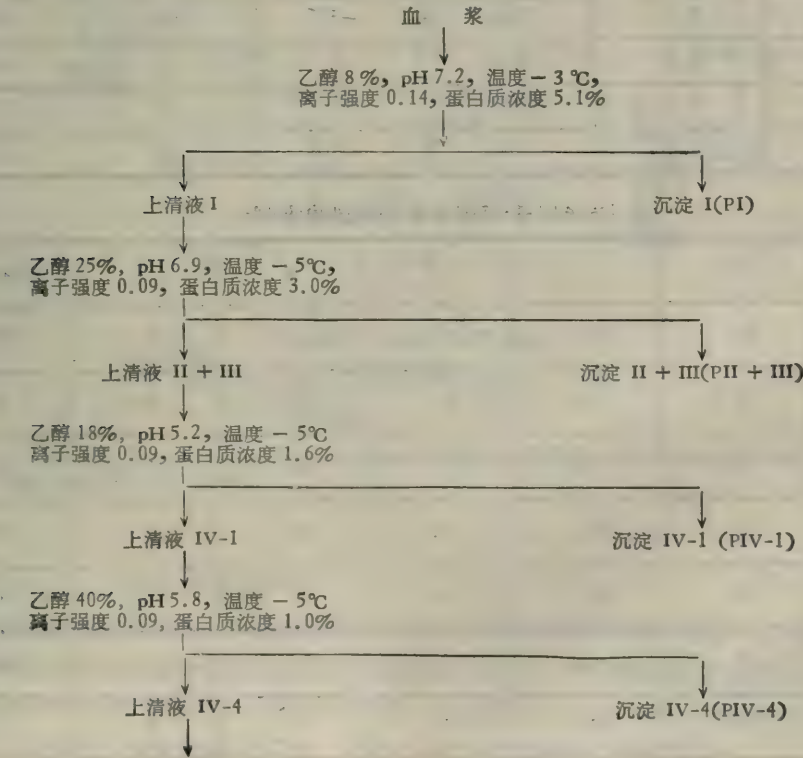 血 浆
乙醇 8%, pH 7.2, 温度 - 3 ℃,
离子强度 0.14, 蛋白质浓度 5.1%
上清液 I 沉淀 I(PI)
乙醇 25%, pH 6.9, 温度 - 5℃,
离子强度 0.09, 蛋白质浓度 3.0%
上清液 II + III 沉淀 II + III(PII + III)
乙醇 18%, pH 5.2, 温度 - 5℃
离子强度 0.09, 蛋白质浓度 1.6%
上清液 IV-1 沉淀 IV-1 (PIV-1)
乙醇 40%, pH 5.8, 温度 - 5℃
离子强度 0.09, 蛋白质浓度 1.0%
上清液 IV-4 沉淀 IV-4(PIV-4)